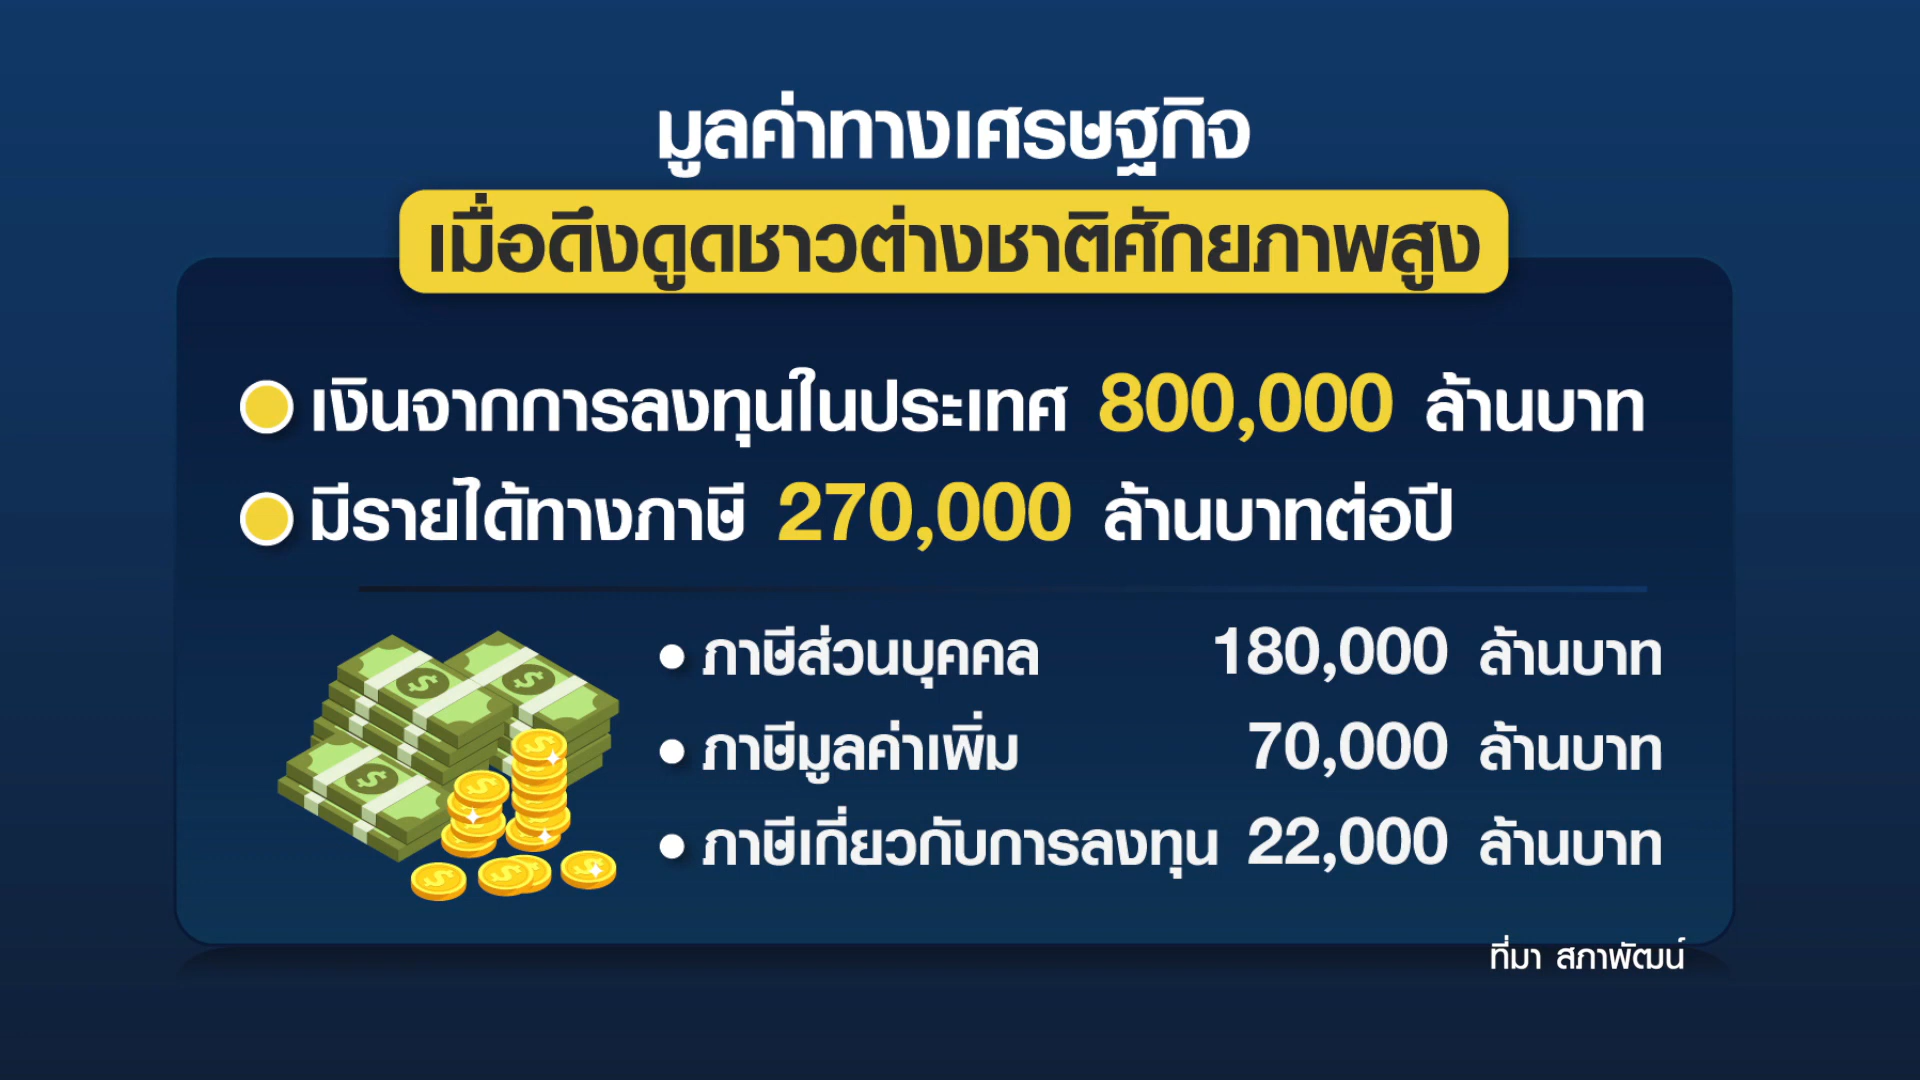 มูลค่าทางเศรษฐกิจ
เมื่อดึงดูดชาวต่างชาติศักยภาพสูง
เงินจากการลงทุนในประเทศ 800,000 ล้านบาท
มีรายได้ทางภาษี 270,000 ล้านบาทต่อปี
• ภาษีส่วนบุคคล 180,000 ล้านบาท
• ภาษีมูลค่าเพิ่ม 70,000 ล้านบาท
• ภาษีเกี่ยวกับการลงทุน 22,000 ล้านบาท
ที่มา สภาพัฒน์